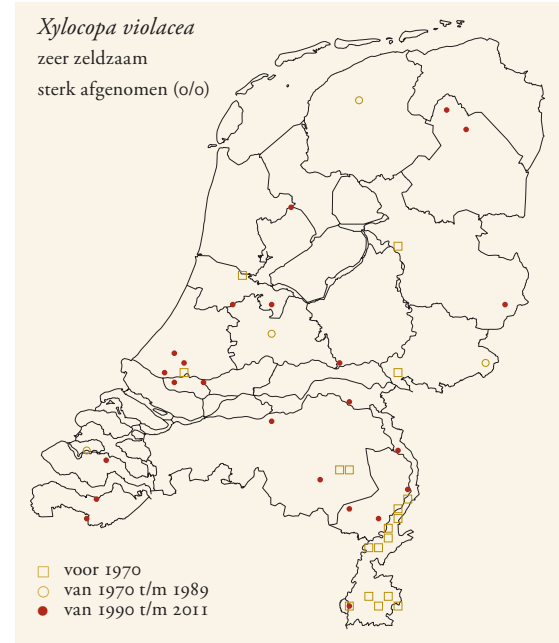 Xylocopa violacea
zeer zeldzaam
sterk afgenomen (0/0)
voor 1970
van 1970 t/m 1989
van 1990 t/m 2011